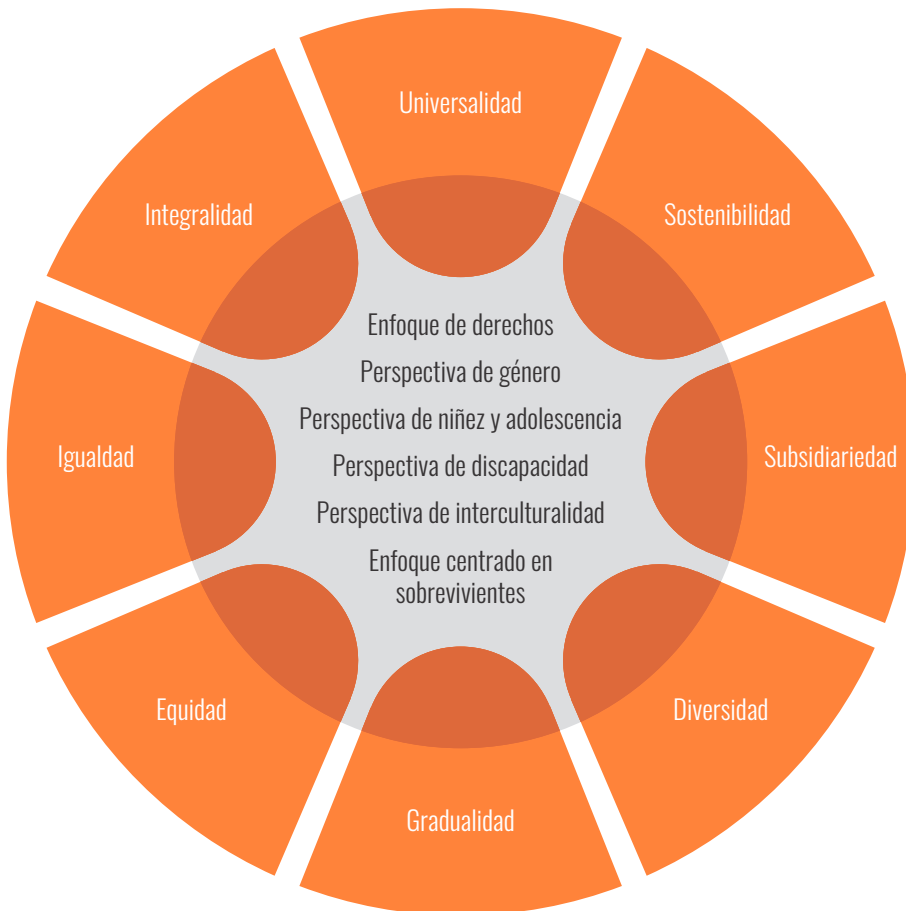 Universalidad
Integralidad
Sostenibilidad
Enfoque de derechos
Perspectiva de género
Perspectiva de niñez y adolescencia
Igualdad
Perspectiva de discapacidad
Subsidiariedad
Perspectiva de interculturalidad
Enfoque centrado en
sobrevivientes
Equidad
Diversidad
Gradualidad